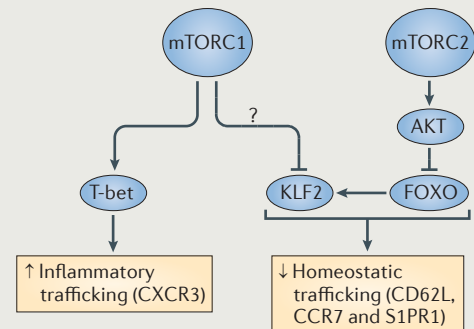 mTORC1
mTORC2
?
AKT
T-bet
KLF2
FOXO
↑ Inflammatory
trafficking (CXCR3)
↓ Homeostatic
trafficking (CD62L,
CCR7 and S1PR1)